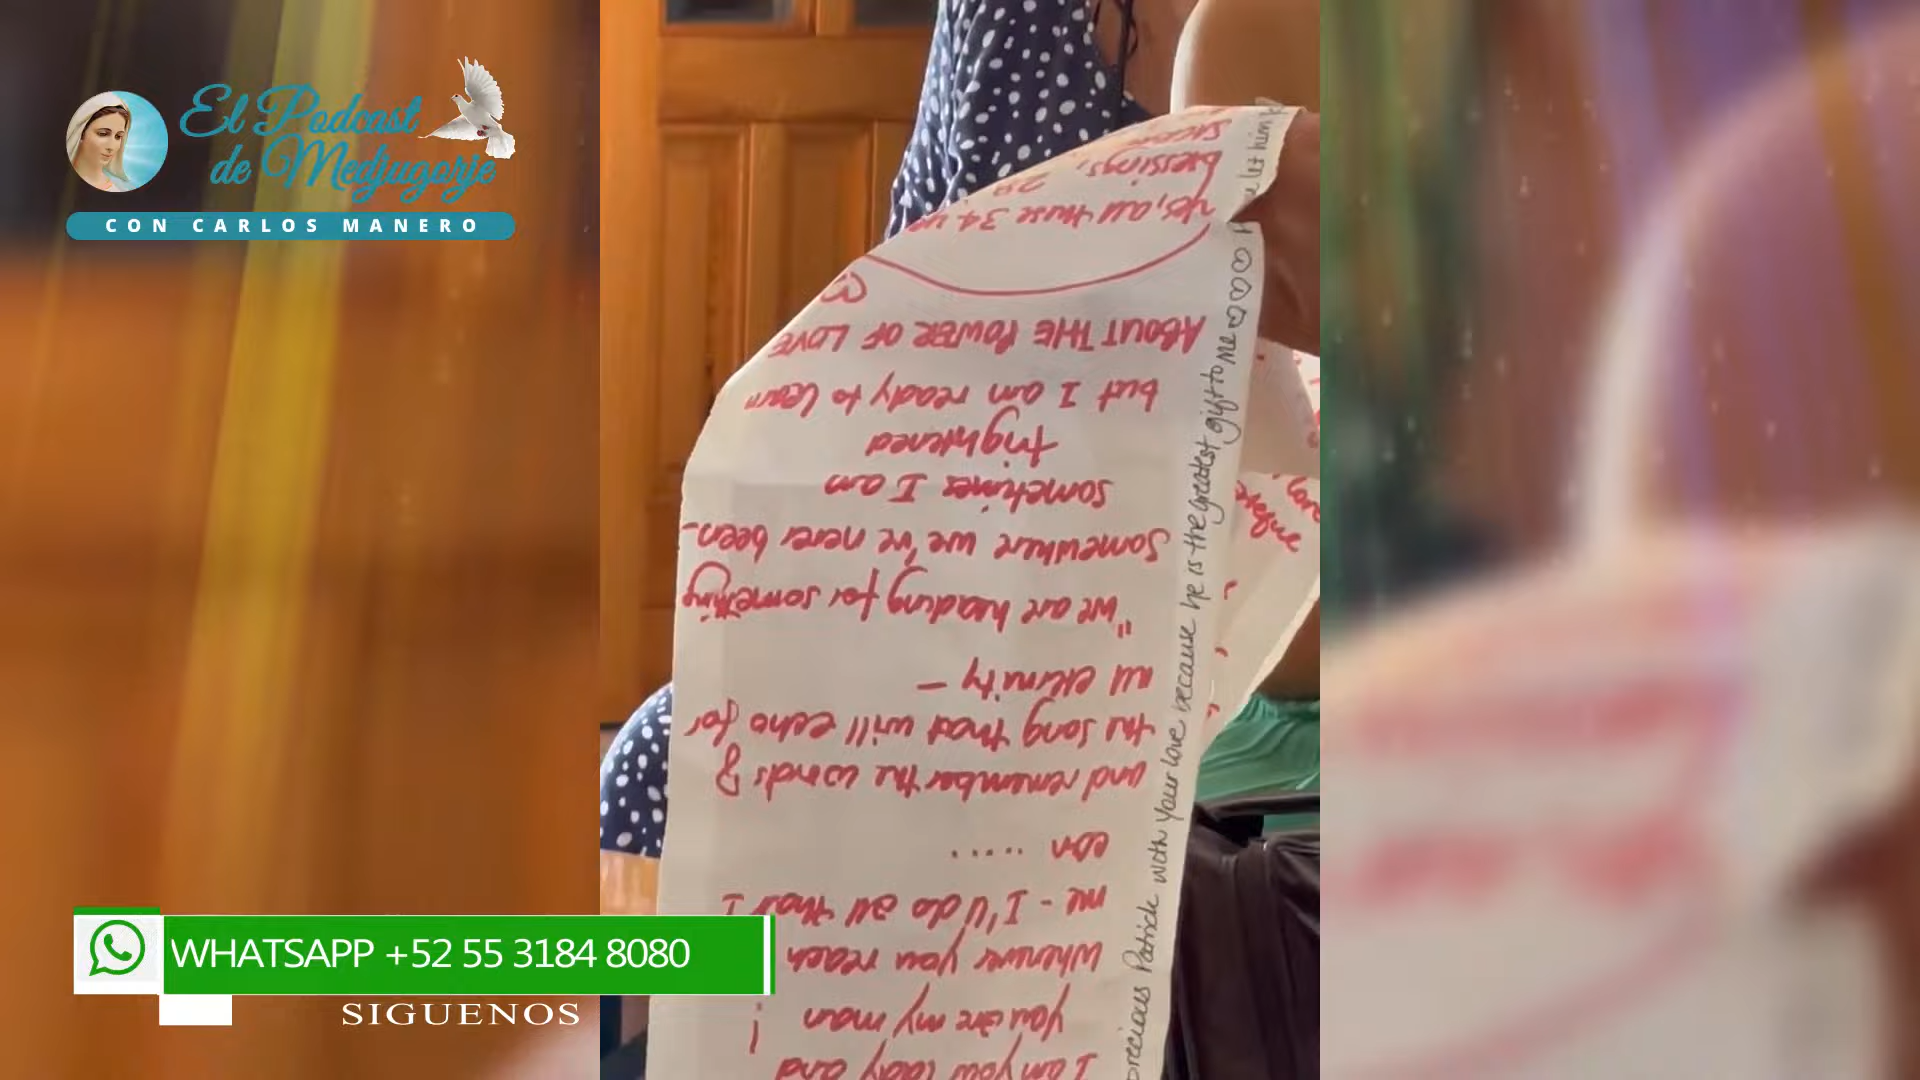 El Podcast
de Medjugorje
CON CARLOS MANERO
I am your lady and
you are my man !
Wherever you reach
me - I'll do all that I
can .....
and remember the words of
the song that will echo for
all eternity —
"We are heading for something
Somewhere we've never been-
sometimes I am
frightened
but I am ready to learn
ABOUT THE POWER OF LOVE
Yes, all these 34
28
blessings,
precious Patrick with your love because he is the greatest gift to me
WHATSAPP +52 55 3184 8080
SIGUENOS